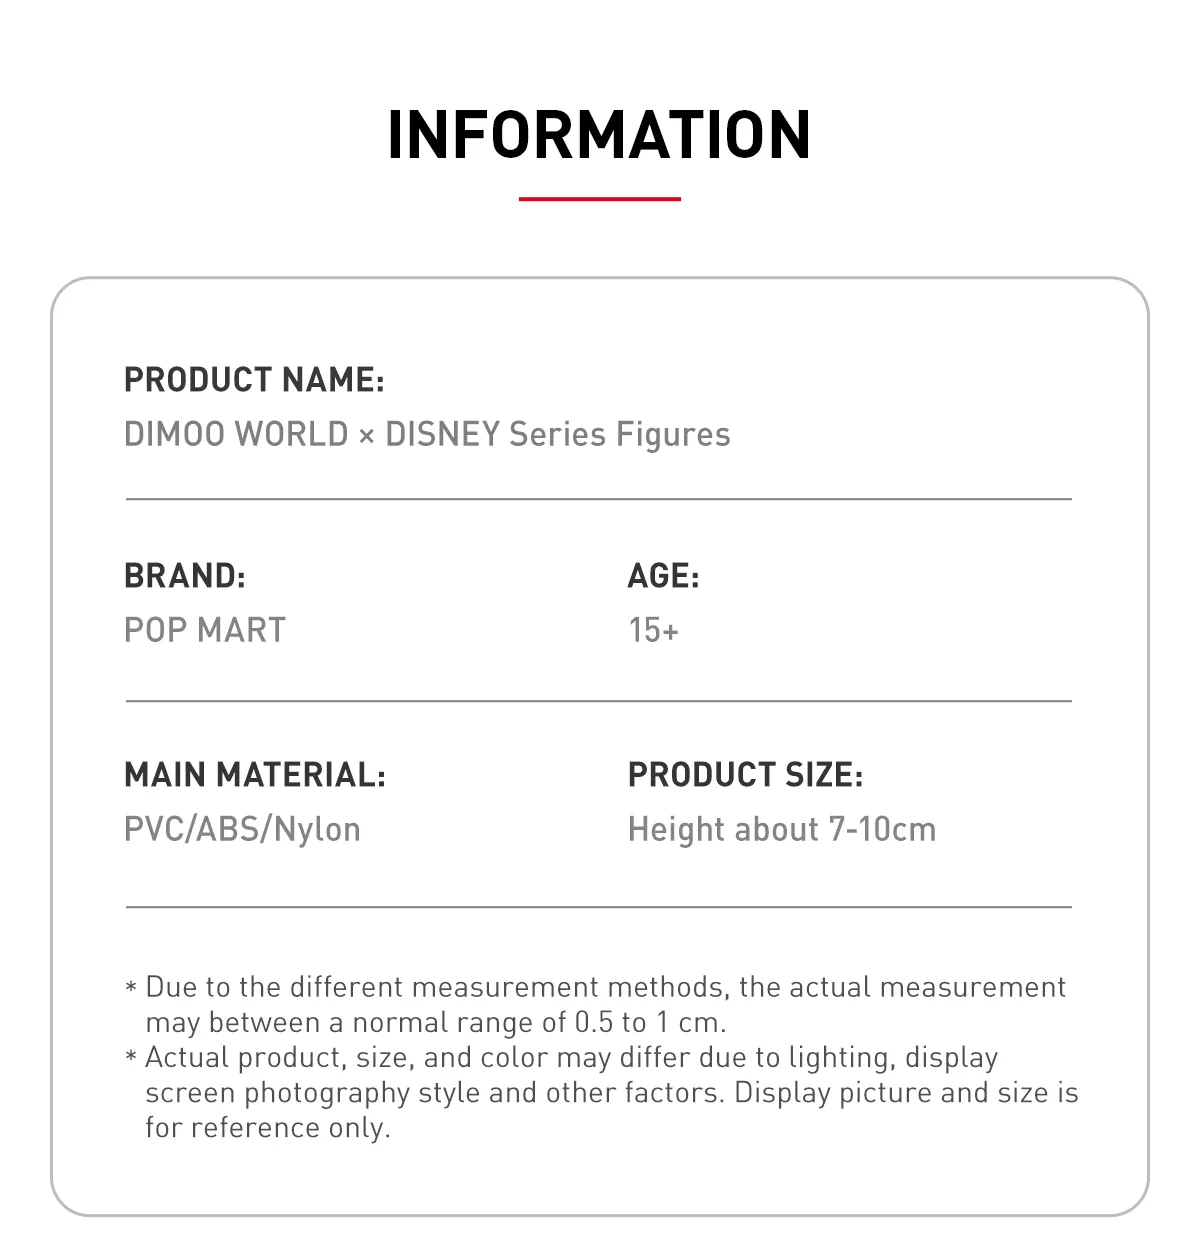 INFORMATION
PRODUCT NAME:
DIMOO WORLD × DISNEY Series Figures
BRAND:
POP MART
AGE:
15+
MAIN MATERIAL:
PVC/ABS/Nylon
PRODUCT SIZE:
Height about 7-10cm
* Due to the different measurement methods, the actual measurement
may between a normal range of 0.5 to 1 cm.
* Actual product, size, and color may differ due to lighting, display
screen photography style and other factors. Display picture and size is
for reference only.